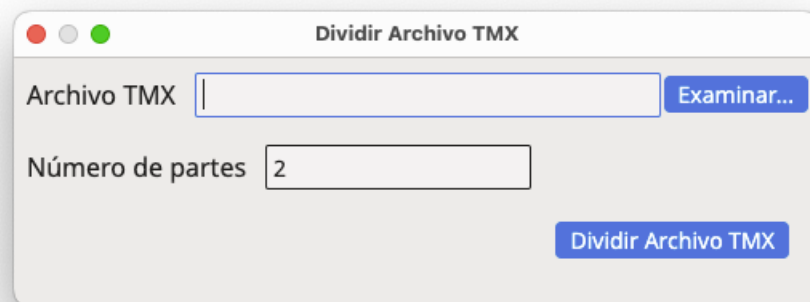 Dividir Archivo TMX
Archivo TMX Examinar...
Número de partes 2
Dividir Archivo TMX